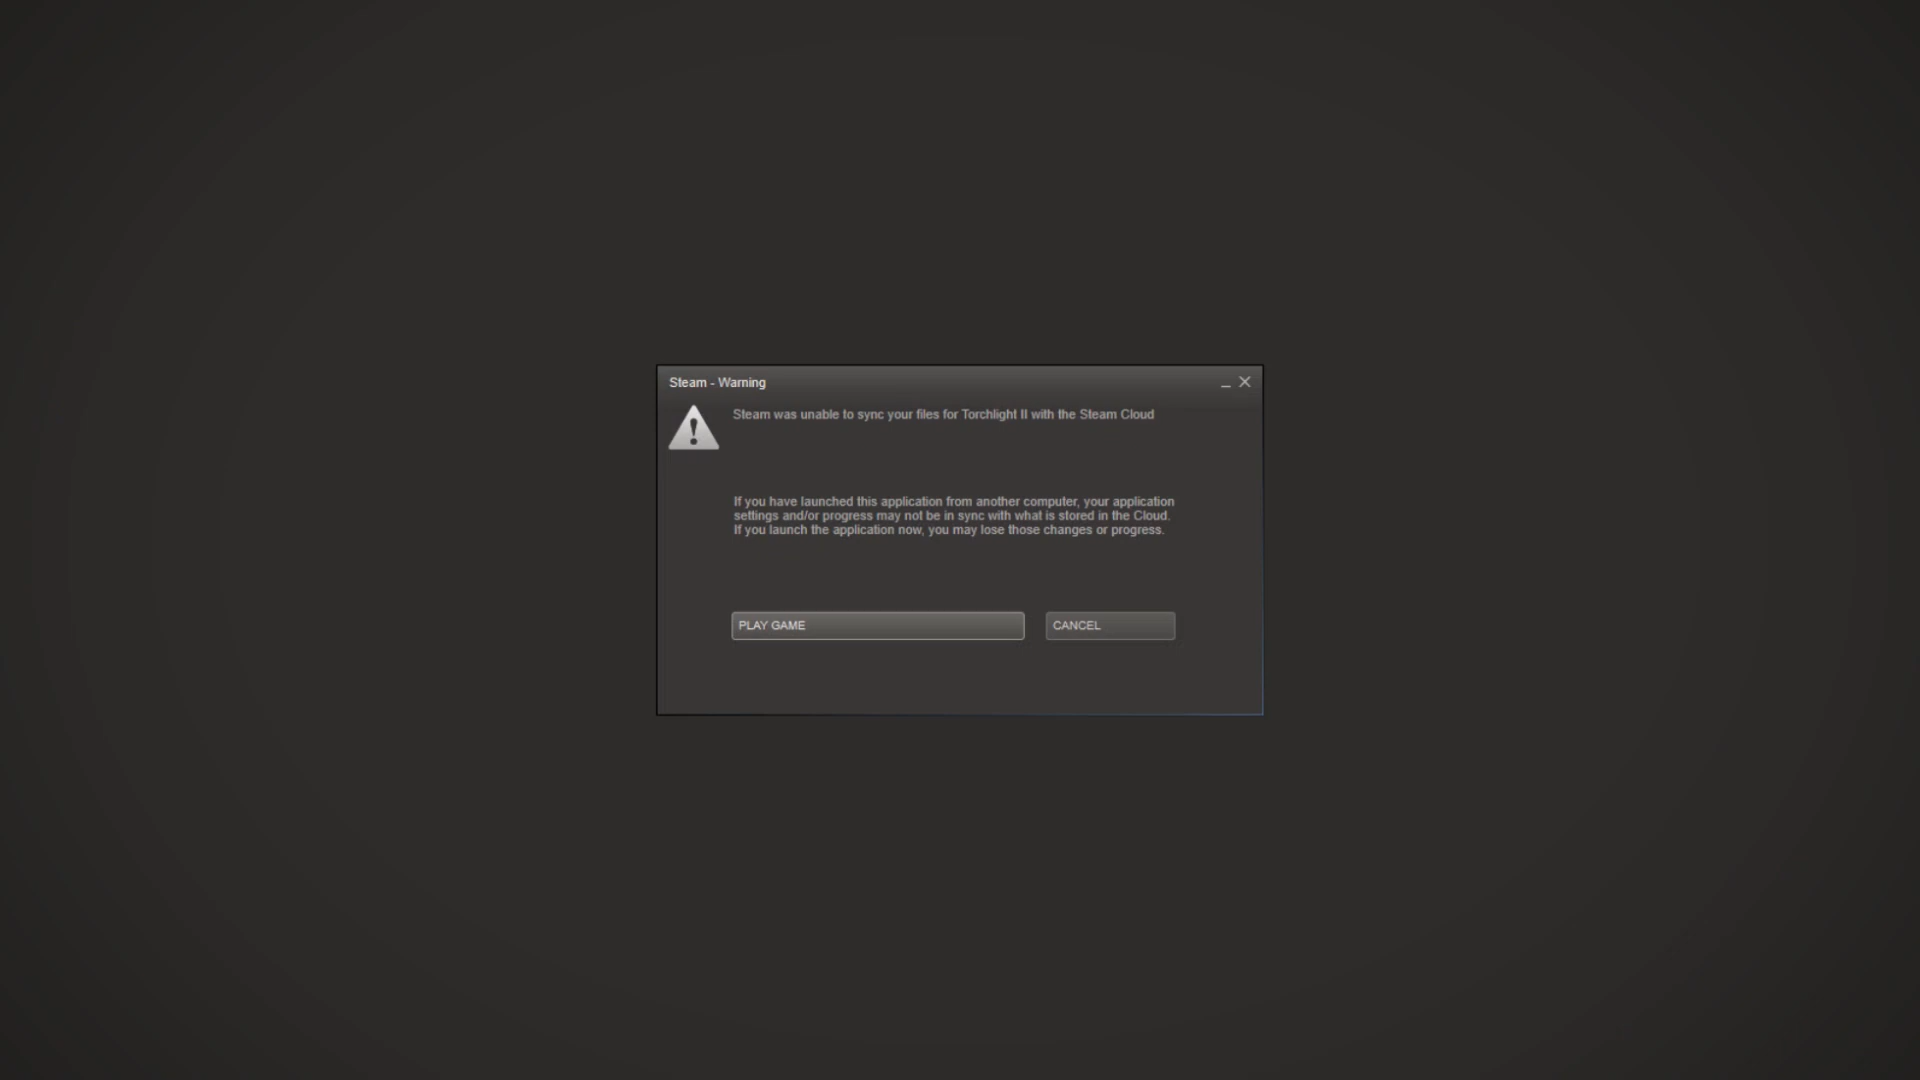 Steam - Warning
Steam was unable to sync your files for Torchlight II with the Steam Cloud
If you have launched this application from another computer, your application
settings and/or progress may not be in sync with what is stored in the Cloud.
If you launch the application now, you may lose those changes or progress.
PLAY GAME
CANCEL